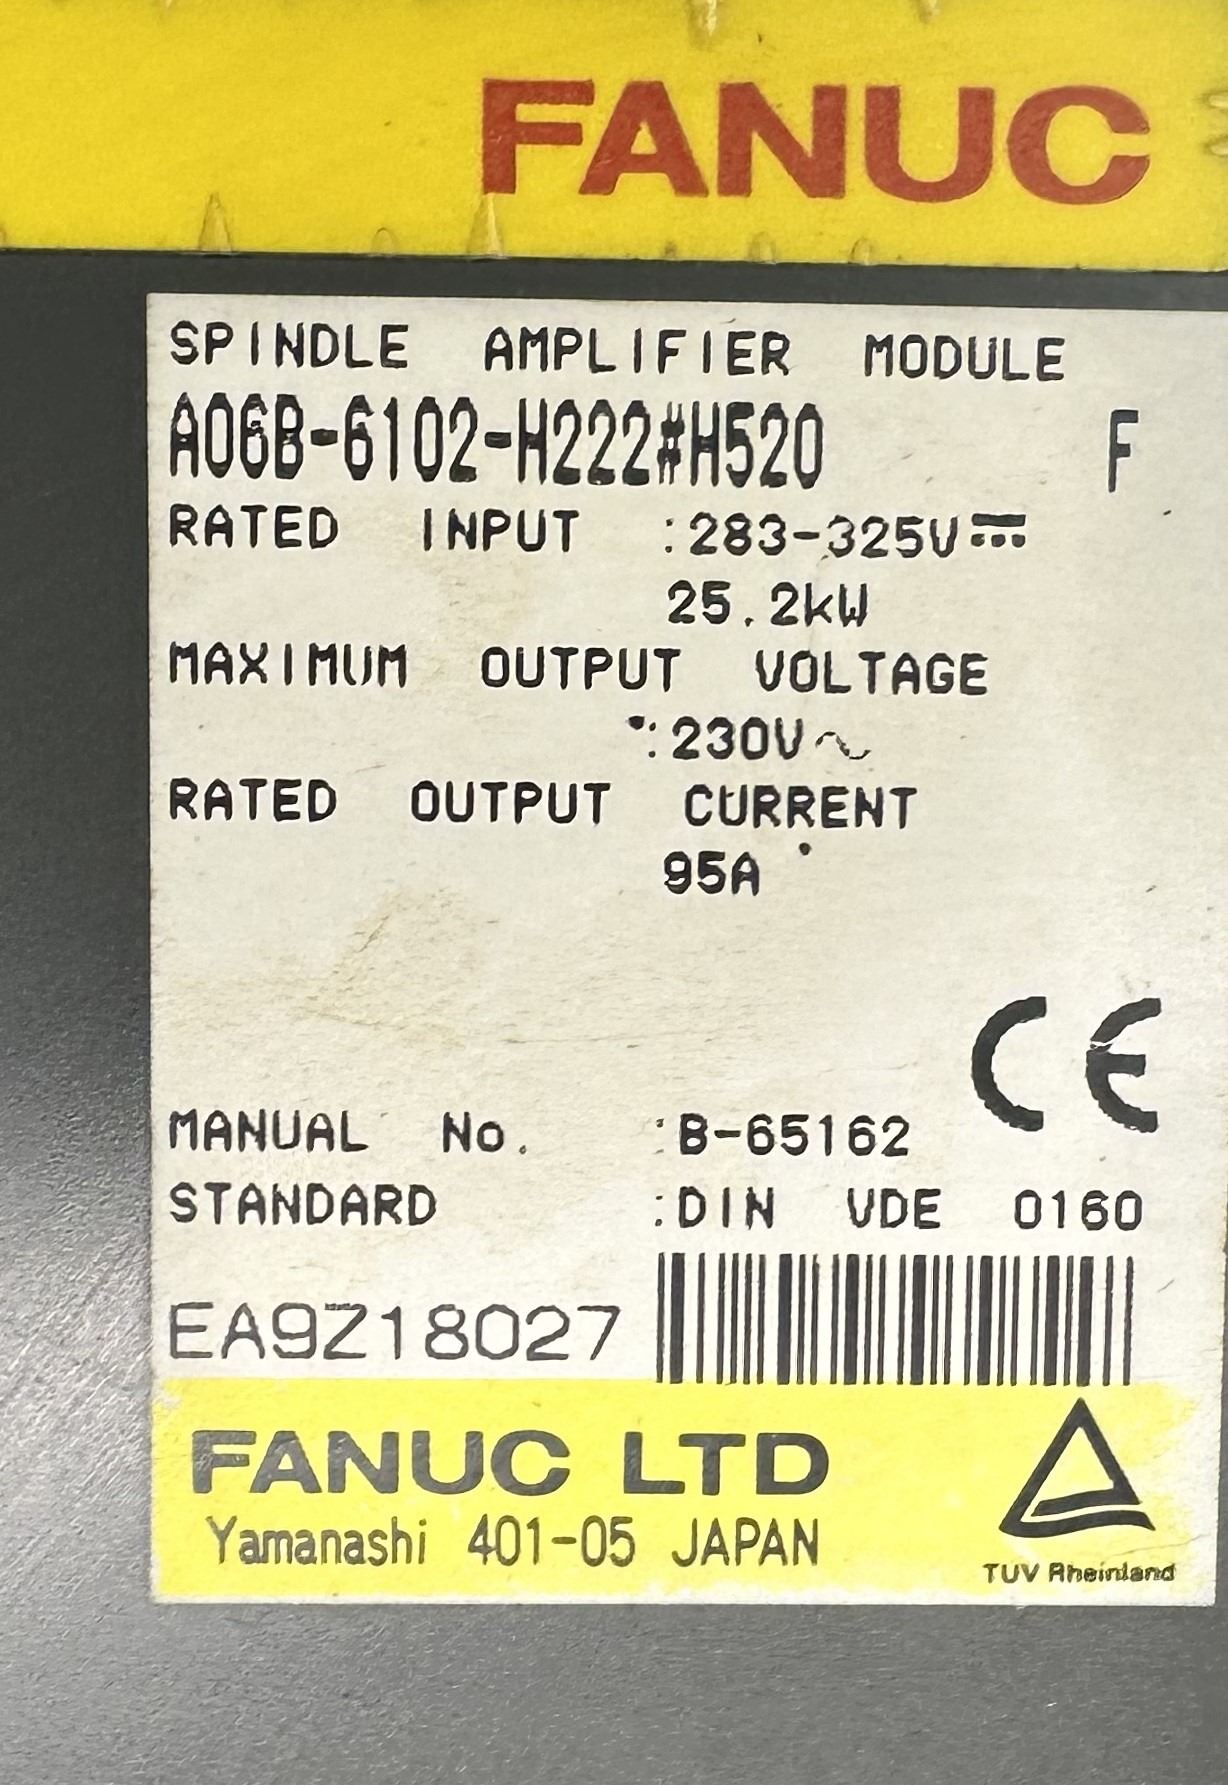 FANUC
SPINDLE AMPLIFIER MODULE
A06B-6102-H222#H520 F
RATED INPUT :283-325V⎓
25.2kW
MAXIMUM OUTPUT VOLTAGE
:230V~
RATED OUTPUT CURRENT
95A
CE
MANUAL No. :B-65162
STANDARD :DIN VDE 0160
EA9Z18027
FANUC LTD
Yamanashi 401-05 JAPAN
TUV Rheinland